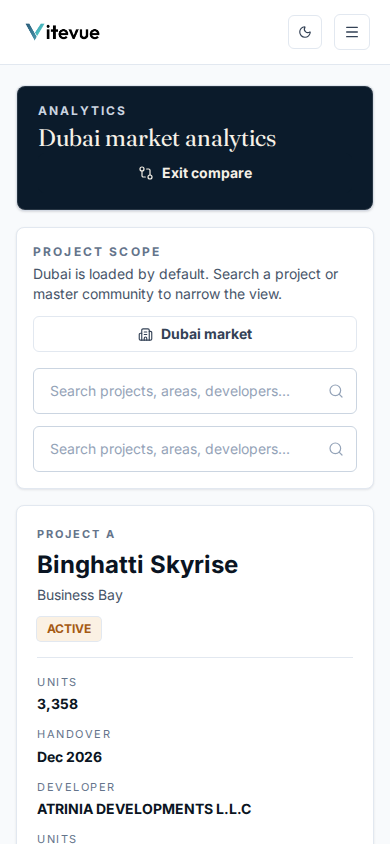 Vitevue
ANALYTICS
Dubai market analytics
Exit compare
PROJECT SCOPE
Dubai is loaded by default. Search a project or
master community to narrow the view.
Dubai market
Search projects, areas, developers...
Search projects, areas, developers...
PROJECT A
Binghatti Skyrise
Business Bay
ACTIVE
UNITS
3,358
HANDOVER
Dec 2026
DEVELOPER
ATRINIA DEVELOPMENTS L.L.C
UNITS